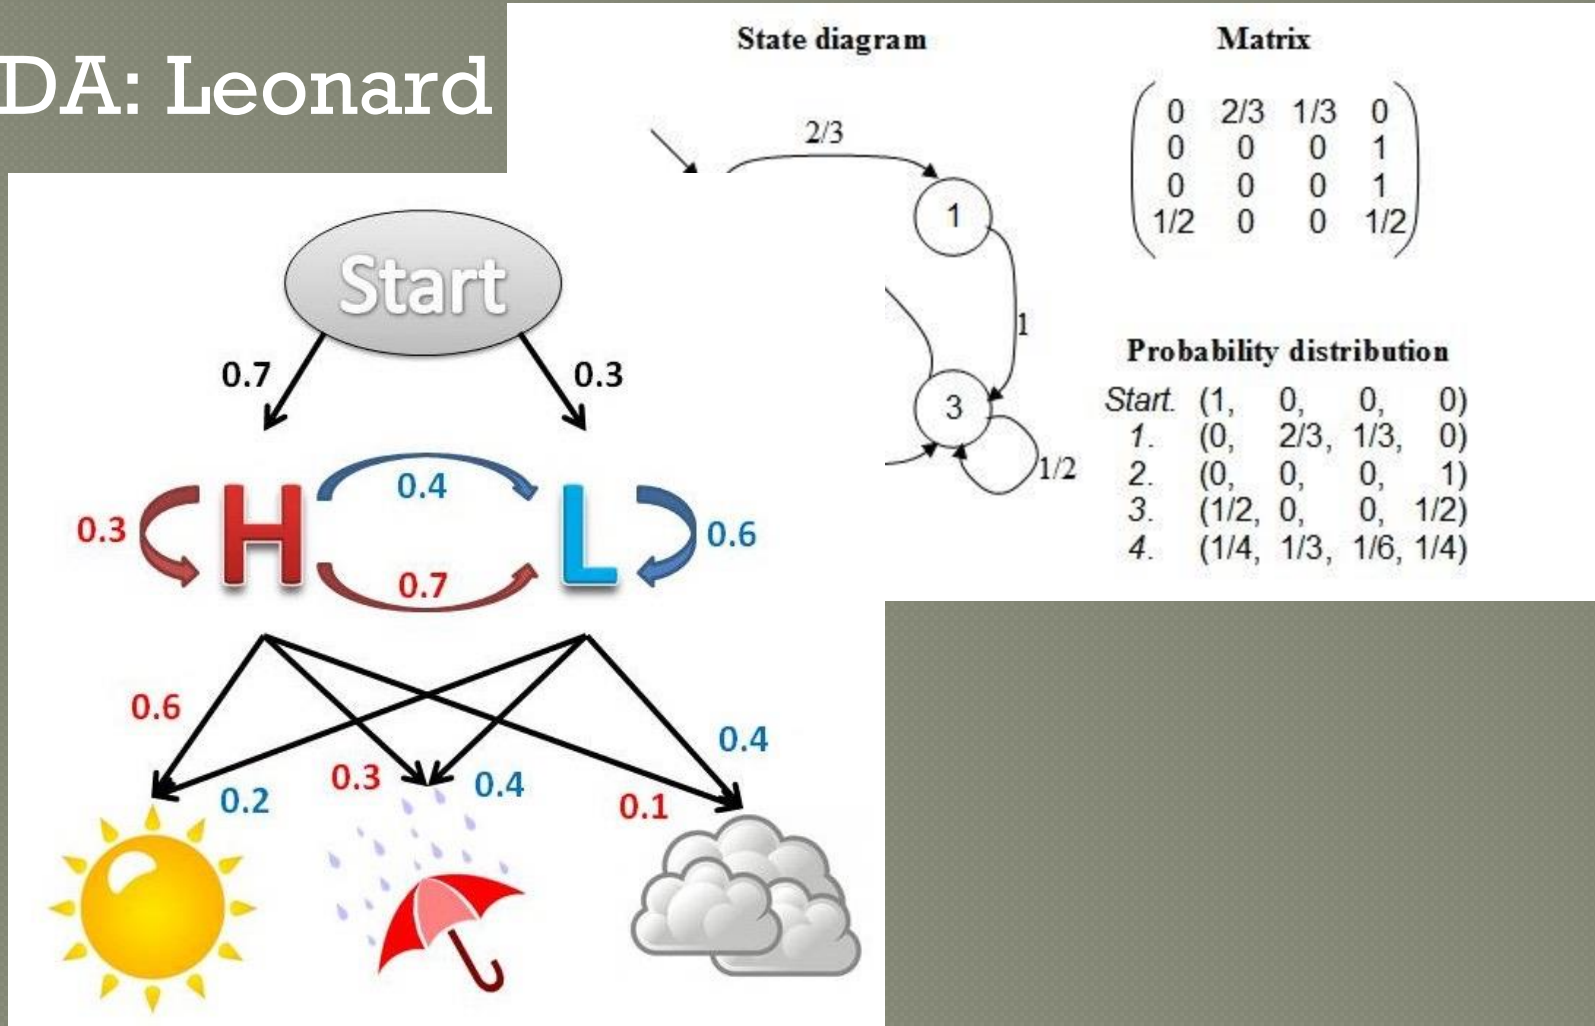 DA: Leonard
State diagram
2/3
1
1
3
1/2
Matrix
0 2/3 1/3 0
0 0 0 1
0 0 0 1
1/2 0 0 1/2
Probability distribution
Start. (1, 0, 0, 0)
1. (0, 2/3, 1/3, 0)
2. (0, 0, 0, 1)
3. (1/2, 0, 0, 1/2)
4. (1/4, 1/3, 1/6, 1/4)
Start
0.7 0.3
0.4
0.3 H L 0.6
0.7
0.6
0.4
0.3 0.4
0.2 0.1